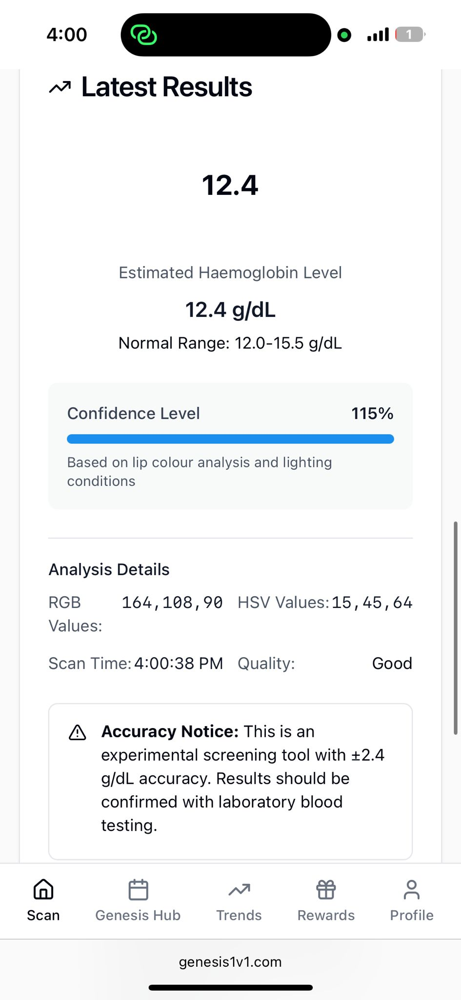 4:00
1
Latest Results
12.4
Estimated Haemoglobin Level
12.4 g/dL
Normal Range: 12.0-15.5 g/dL
Confidence Level 115%
Based on lip colour analysis and lighting
conditions
Analysis Details
RGB Values: 164,108,90
HSV Values: 15,45,64
Scan Time: 4:00:38 PM
Quality: Good
Accuracy Notice: This is an
experimental screening tool with ±2.4
g/dL accuracy. Results should be
confirmed with laboratory blood
testing.
Scan Genesis Hub Trends Rewards Profile
genesis1v1.com